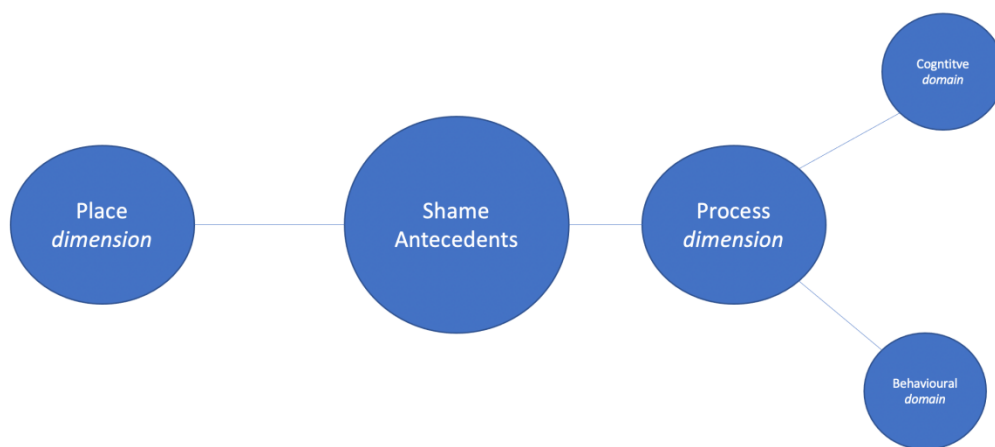 Place
dimension
Shame
Antecedents
Process
dimension
Cogntitve
domain
Behavioural
domain